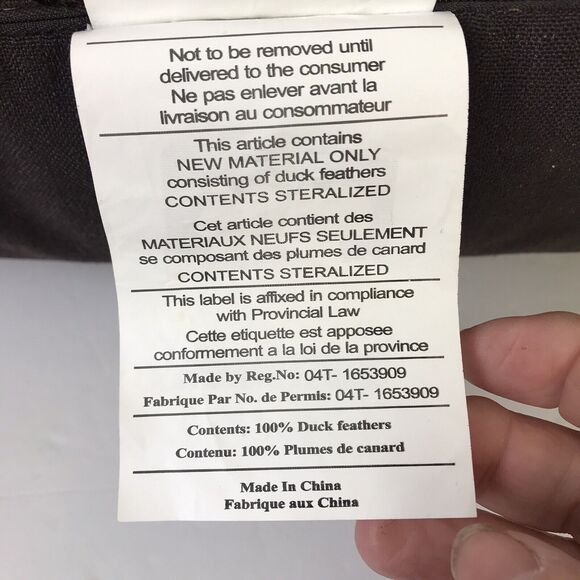 Not to be removed until
delivered to the consumer
Ne pas enlever avant la
livraison au consommateur
This article contains
NEW MATERIAL ONLY
consisting of duck feathers
CONTENTS STERALIZED
Cet article contient des
MATERIAUX NEUFS SEULEMENT
se composant des plumes de canard
CONTENTS STERALIZED
This label is affixed in compliance
with Provincial Law
Cette etiquette est apposee
conformement a la loi de la province
Made by Reg.No: 04T- 1653909
Fabrique Par No. de Permis: 04T- 1653909
Contents: 100% Duck feathers
Contenu: 100% Plumes de canard
Made In China
Fabrique aux China